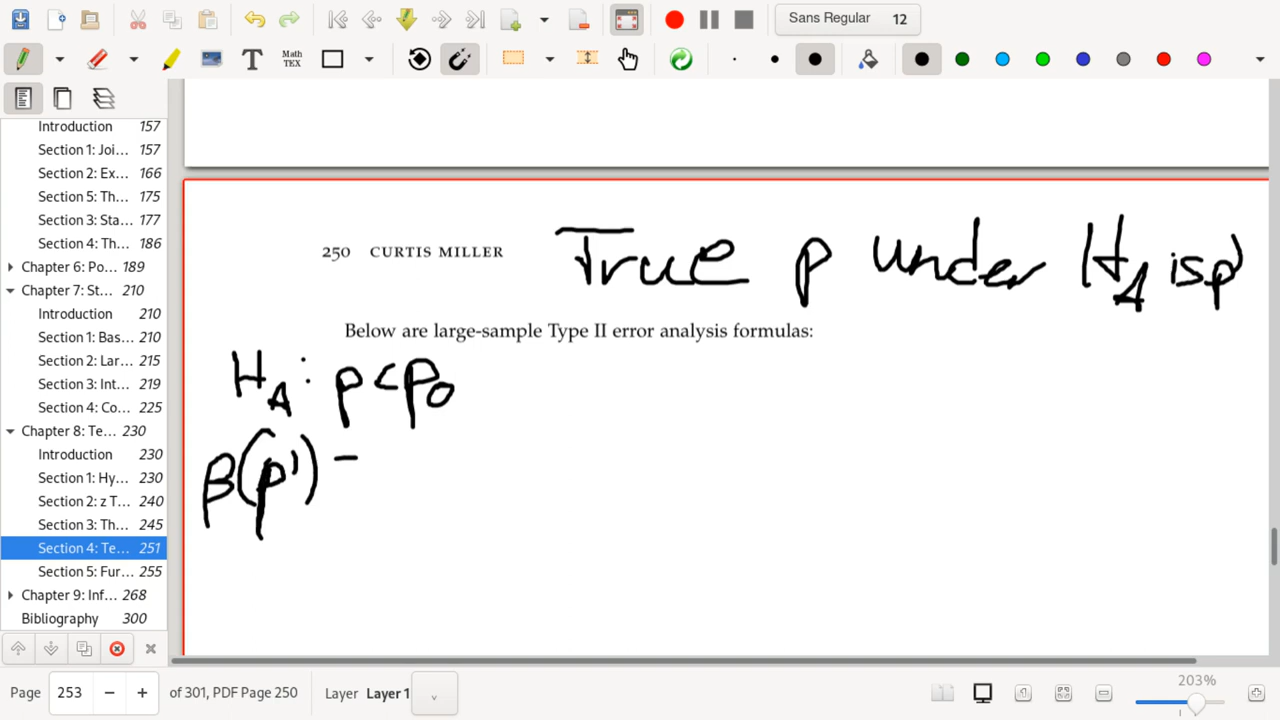 Sans Regular 12
Math
TEX
Introduction 157
Section 1: Joi... 157
Section 2: Ex... 166
Section 5: Th... 175
Section 3: Sta... 177
Section 4: Th... 186
Chapter 6: Po... 189
Chapter 7: St... 210
Introduction 210
Section 1: Bas... 210
Section 2: Lar... 215
Section 3: Int... 219
Section 4: Co... 225
Chapter 8: Te... 230
Introduction 230
Section 1: Hy... 230
Section 2: z T... 240
Section 3: Th... 245
Section 4: Te... 251
Section 5: Fur... 255
Chapter 9: Inf... 268
Bibliography 300
250 CURTIS MILLER
True p under H_A is p'
Below are large-sample Type II error analysis formulas:
H_A: p < p_0
β(p') -
Page 253 of 301, PDF Page 250 Layer Layer 1 203%